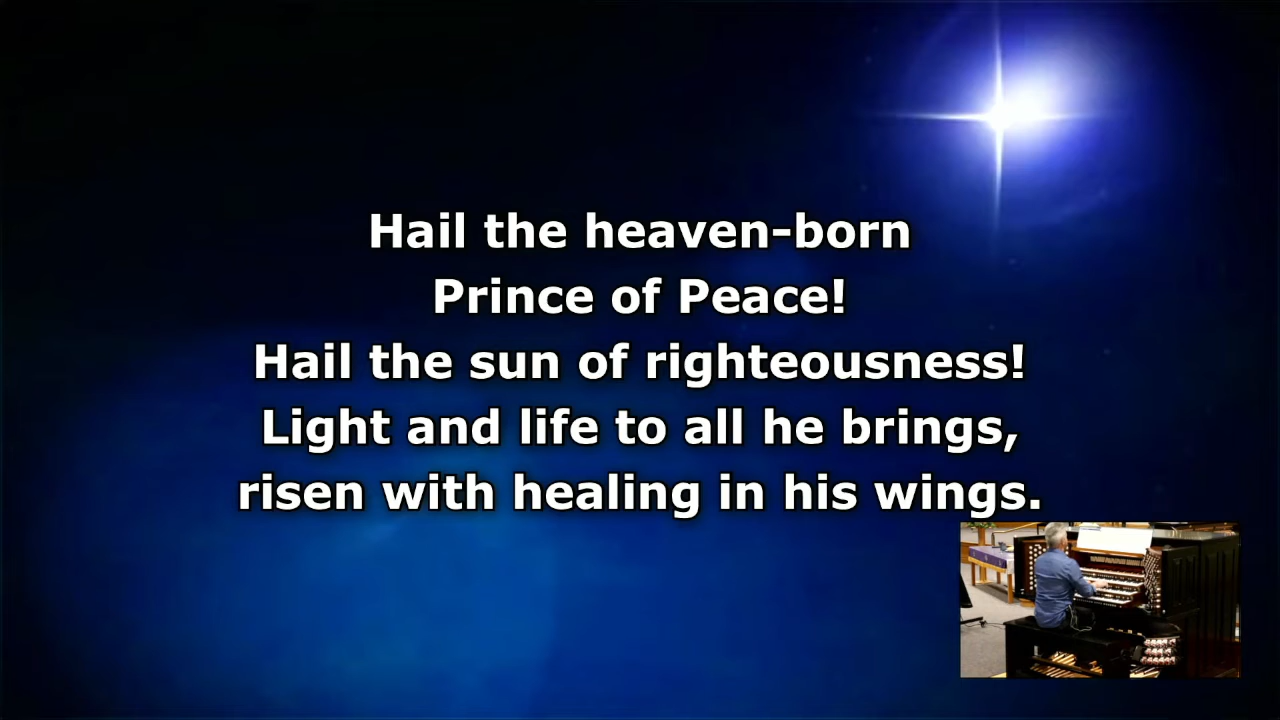 Hail the heaven-born
Prince of Peace!
Hail the sun of righteousness!
Light and life to all he brings,
risen with healing in his wings.